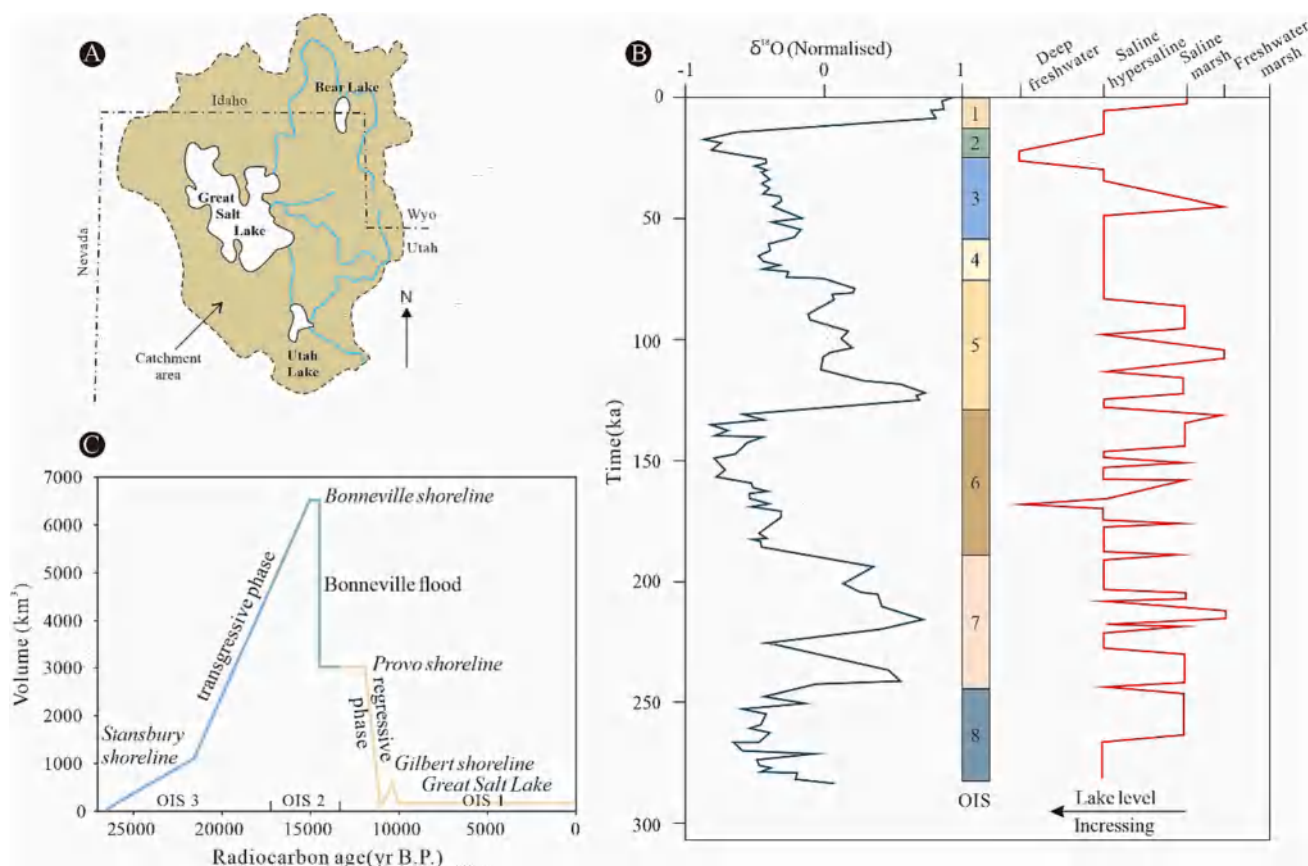 A
Idaho
Bear Lake
Great
Salt
Lake
Nevada
Wyo
Utah
N
Catchment
area
Utah
Lake
B
δ¹⁸O (Normalised)
-1
0
1
Deep
freshwater
Saline
hypersaline
Saline
marsh
Freshwater
marsh
0
50
100
150
200
250
300
Time(ka)
1
2
3
4
5
6
7
8
OIS
Lake level
Increasing
C
7000
6000
5000
4000
3000
2000
1000
0
Volume (km³)
Bonneville shoreline
transgressive phase
Bonneville flood
Provo shoreline
regressive
phase
Stansbury
shoreline
Gilbert shoreline
Great Salt Lake
OIS 3
OIS 2
OIS 1
25000
20000
15000
10000
5000
0
Radiocarbon age(yr B.P.)